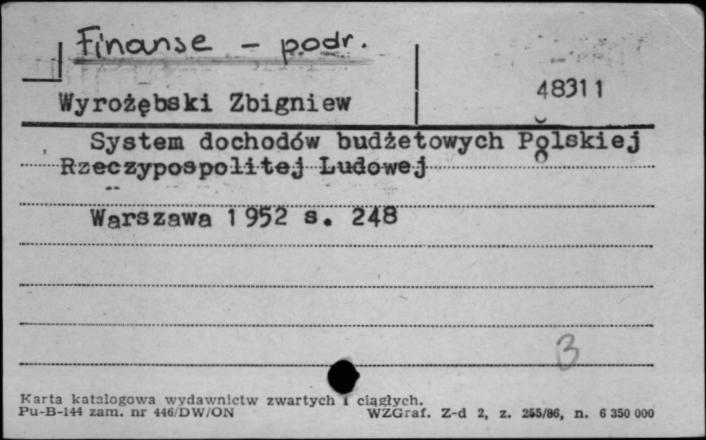 Finanse - podr.
48311
Wyrożębski Zbigniew
System dochodów budżetowych Polskiej
Rzeczypospolitej Ludowej
Warszawa 1952 s. 248
B
Karta katalogowa wydawnictw zwartych i ciągłych.
Pu-B-144 zam. nr 446/DW/ON WZGraf. Z-d 2, z. 255/86, n. 6 350 000